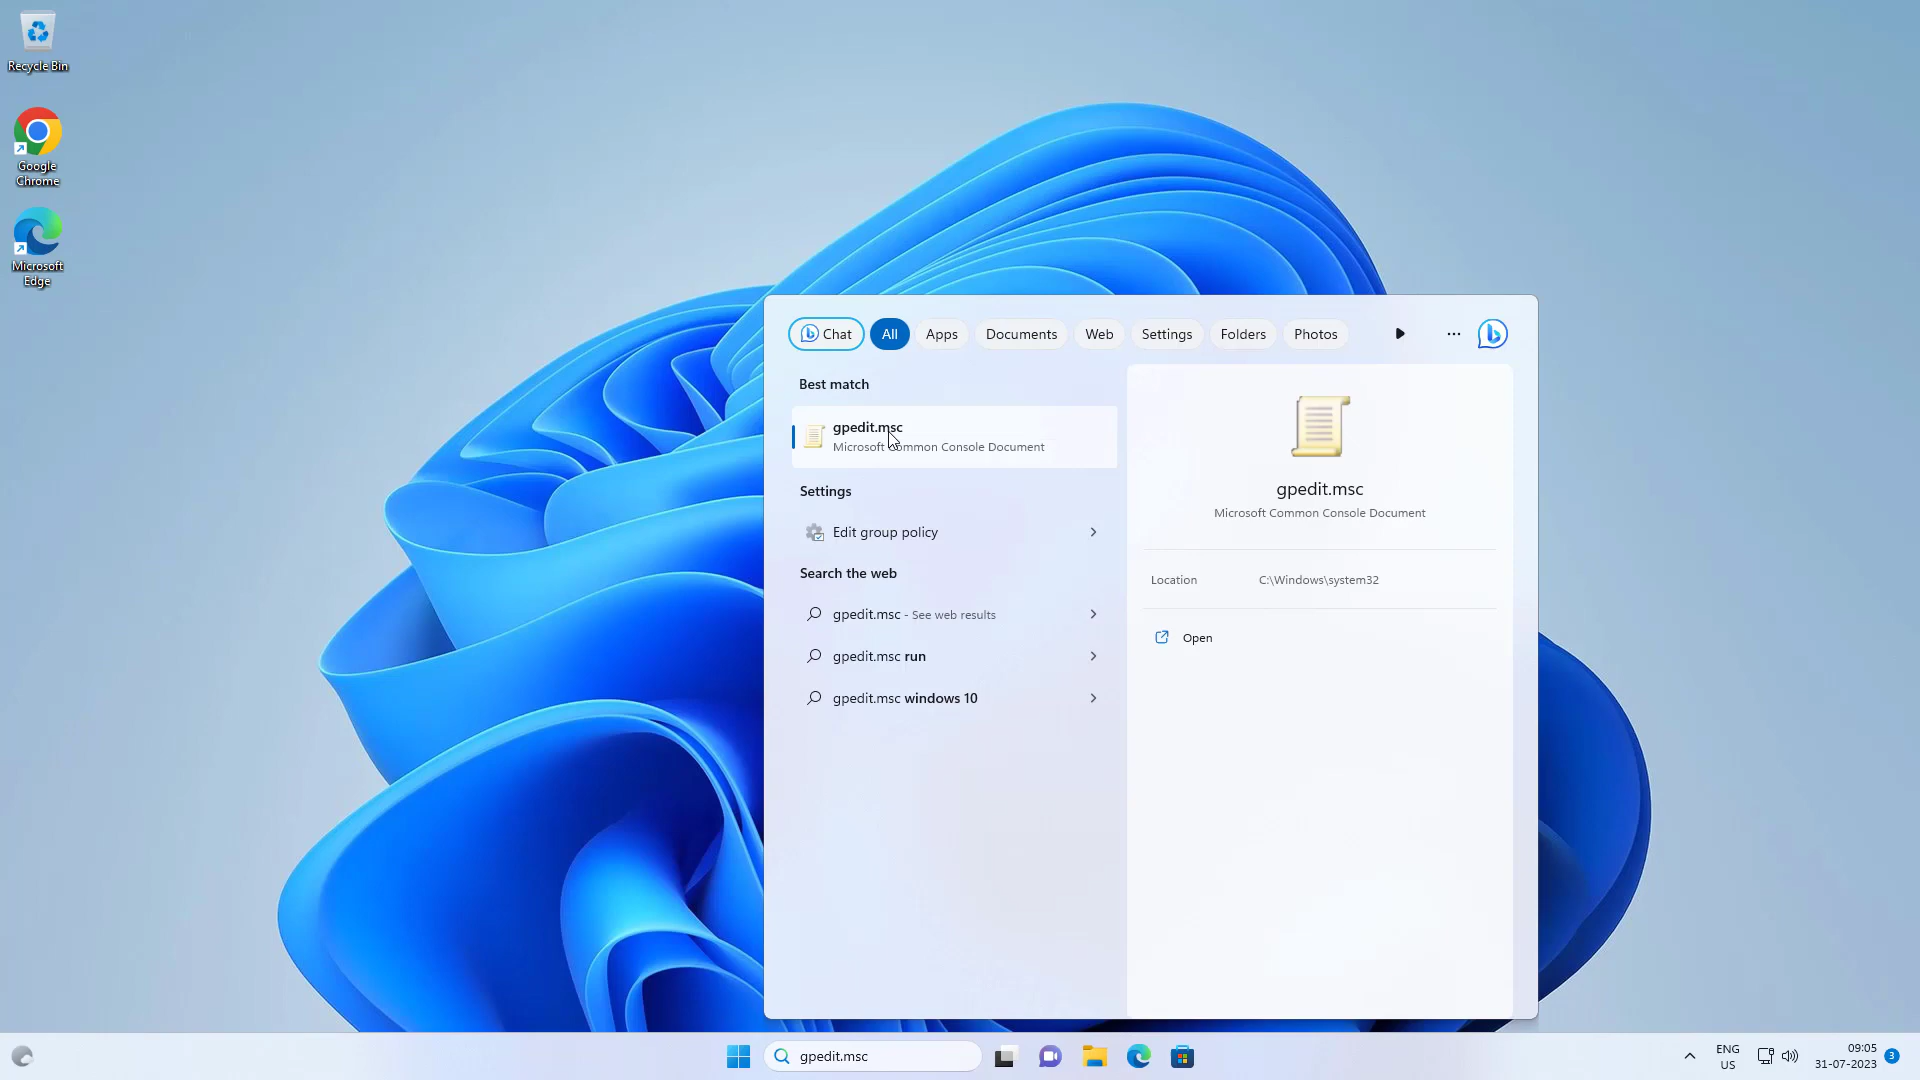 Recycle Bin
Google
Chrome
Microsoft
Edge
Chat
All
Apps
Documents
Web
Settings
Folders
Photos
Best match
gpedit.msc
Microsoft Common Console Document
Settings
Edit group policy
Search the web
gpedit.msc - See web results
gpedit.msc run
gpedit.msc windows 10
gpedit.msc
Microsoft Common Console Document
Location C:\Windows\system32
Open
gpedit.msc
ENG
US
09:05
31-07-2023
3